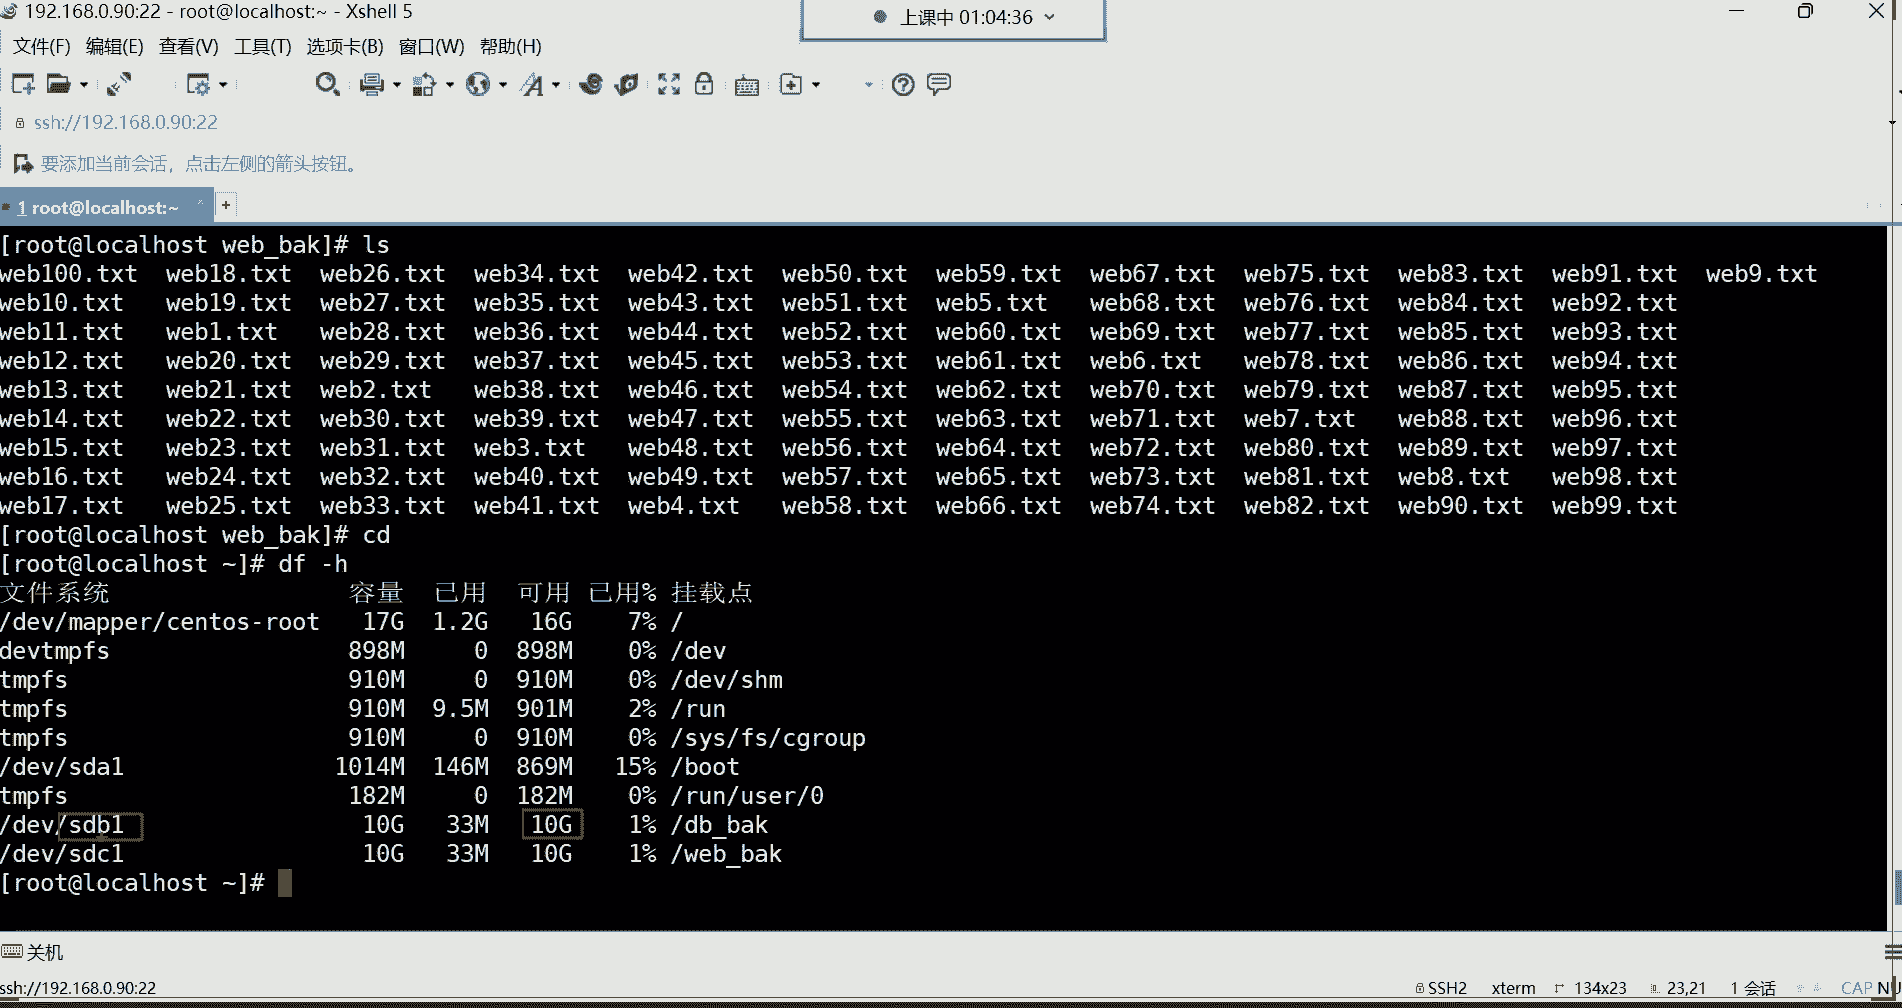 192.168.0.90:22 - root@localhost:~ - Xshell 5
上课中 01:04:36
文件(F) 编辑(E) 查看(V) 工具(T) 选项卡(B) 窗口(W) 帮助(H)
ssh://192.168.0.90:22
要添加当前会话，点击左侧的箭头按钮。
1 root@localhost:~
+
[root@localhost web_bak]# ls
web100.txt web18.txt web26.txt web34.txt web42.txt web50.txt web59.txt web67.txt web75.txt web83.txt web91.txt web9.txt
web10.txt web19.txt web27.txt web35.txt web43.txt web51.txt web5.txt web68.txt web76.txt web84.txt web92.txt
web11.txt web1.txt web28.txt web36.txt web44.txt web52.txt web60.txt web69.txt web77.txt web85.txt web93.txt
web12.txt web20.txt web29.txt web37.txt web45.txt web53.txt web61.txt web6.txt web78.txt web86.txt web94.txt
web13.txt web21.txt web2.txt web38.txt web46.txt web54.txt web62.txt web70.txt web79.txt web87.txt web95.txt
web14.txt web22.txt web30.txt web39.txt web47.txt web55.txt web63.txt web71.txt web7.txt web88.txt web96.txt
web15.txt web23.txt web31.txt web3.txt web48.txt web56.txt web64.txt web72.txt web80.txt web89.txt web97.txt
web16.txt web24.txt web32.txt web40.txt web49.txt web57.txt web65.txt web73.txt web81.txt web8.txt web98.txt
web17.txt web25.txt web33.txt web41.txt web4.txt web58.txt web66.txt web74.txt web82.txt web90.txt web99.txt
[root@localhost web_bak]# cd
[root@localhost ~]# df -h
文件系统 容量 已用 可用 已用% 挂载点
/dev/mapper/centos-root 17G 1.2G 16G 7% /
devtmpfs 898M 0 898M 0% /dev
tmpfs 910M 0 910M 0% /dev/shm
tmpfs 910M 9.5M 901M 2% /run
tmpfs 910M 0 910M 0% /sys/fs/cgroup
/dev/sda1 1014M 146M 869M 15% /boot
tmpfs 182M 0 182M 0% /run/user/0
/dev/sdb1 10G 33M 10G 1% /db_bak
/dev/sdc1 10G 33M 10G 1% /web_bak
[root@localhost ~]#
关机
ssh://192.168.0.90:22 SSH2 xterm 134x23 23,21 1 会话 CAP